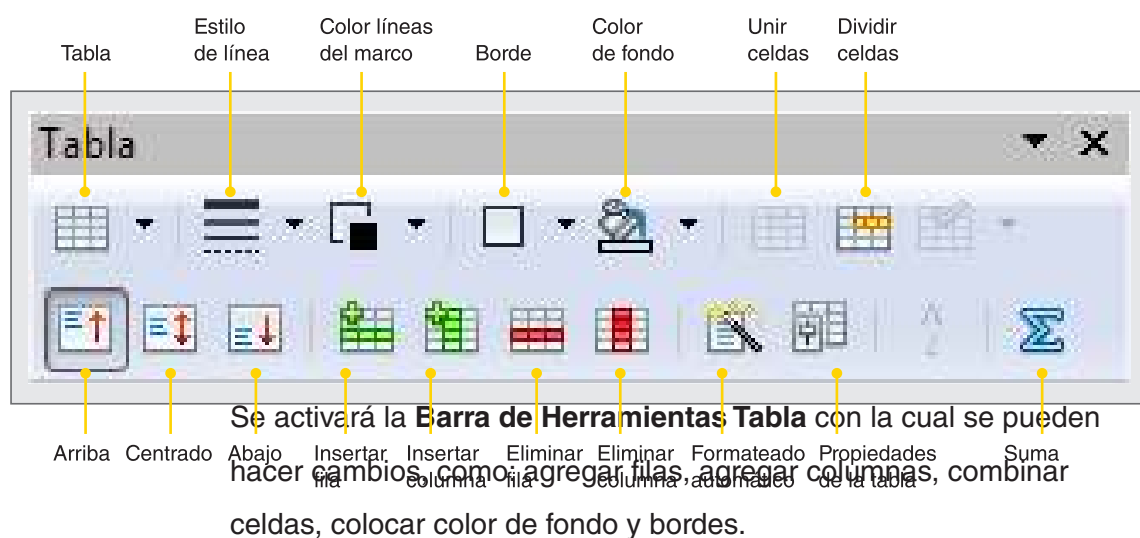 Tabla
Estilo
de línea
Color líneas
del marco
Borde
Color
de fondo
Unir
celdas
Dividir
celdas
Tabla
Arriba
Centrado
Abajo
Insertar
fila
Insertar
columna
Eliminar
fila
Eliminar
columna
Formateado
automático
Propiedades
de la tabla
Suma
Se activará la Barra de Herramientas Tabla con la cual se pueden
hacer cambios, como: agregar filas, agregar columnas, combinar
celdas, colocar color de fondo y bordes.